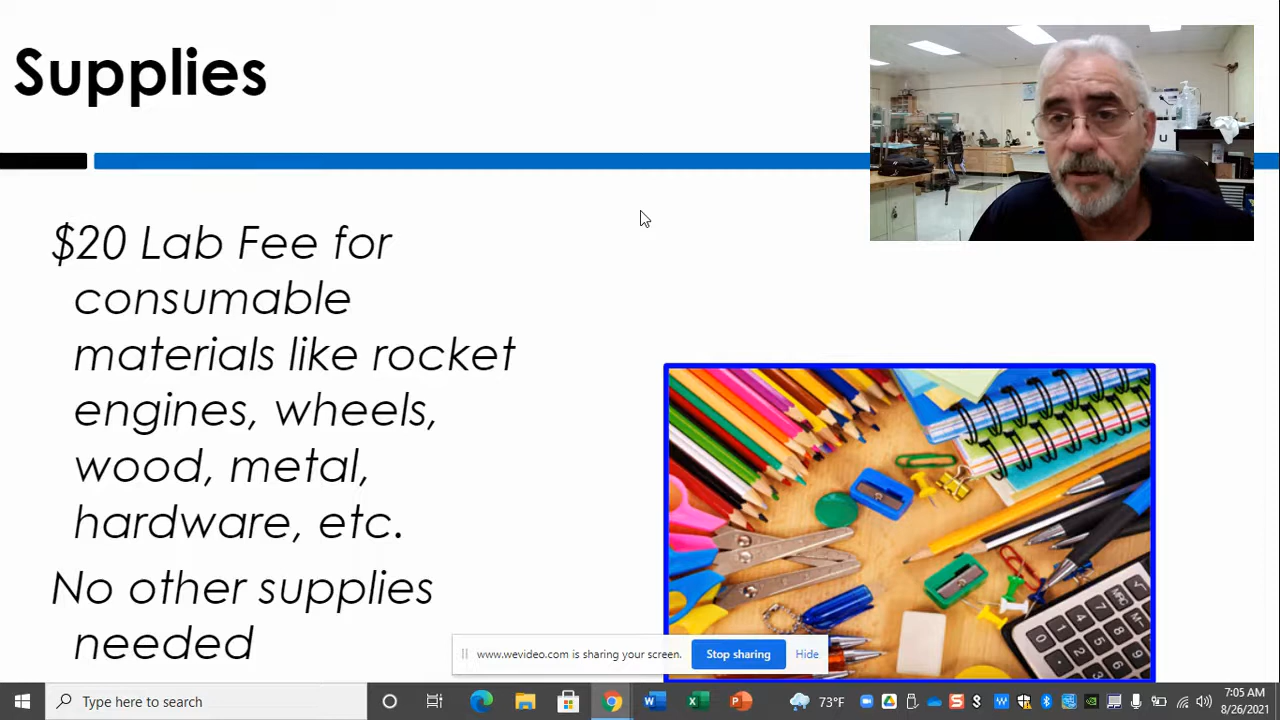 Supplies
$20 Lab Fee for
consumable
materials like rocket
engines, wheels,
wood, metal,
hardware, etc.
No other supplies
needed
www.wevideo.com is sharing your screen. Stop sharing Hide
Type here to search
73°F
7:05 AM
8/26/2021